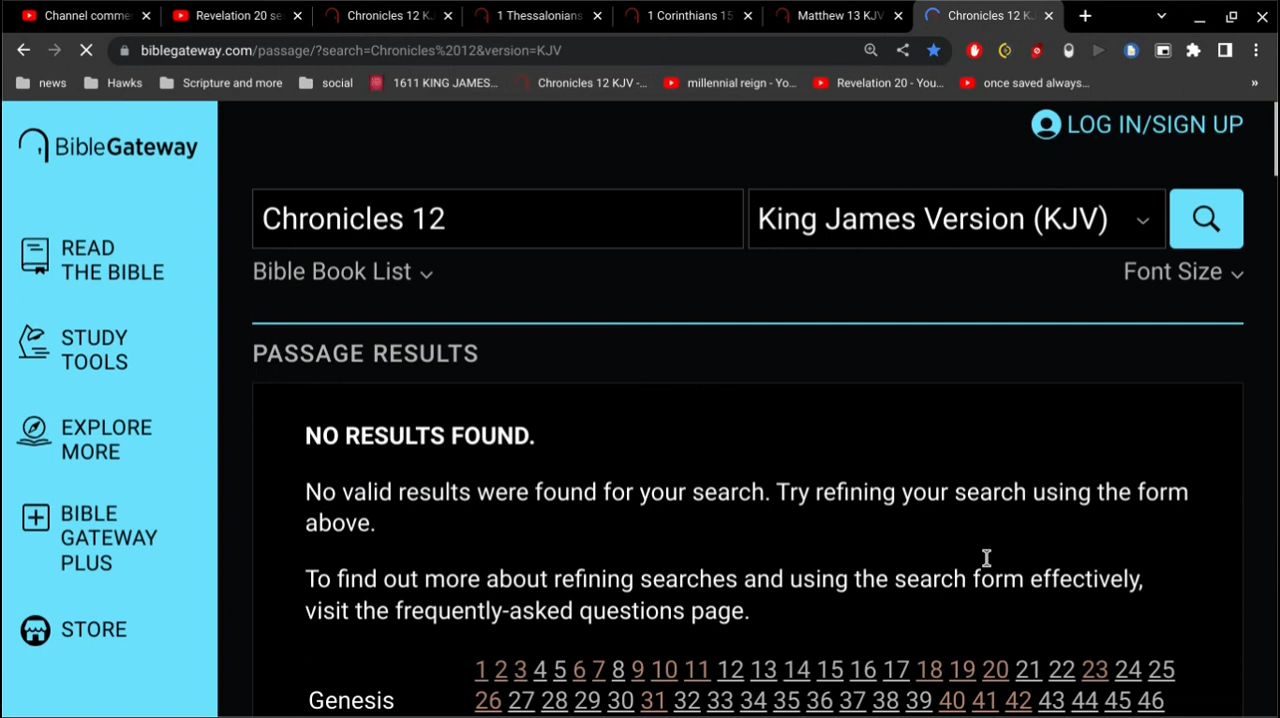 Channel comme
Revelation 20 se
Chronicles 12 KJ
1 Thessalonians
1 Corinthians 15
Matthew 13 KJV
Chronicles 12 K
biblegateway.com/passage/?search=Chronicles%2012&version=KJV
news
Hawks
Scripture and more
social
1611 KING JAMES...
Chronicles 12 KJV -...
millennial reign - Yo...
Revelation 20 - You...
once saved always...
»
BibleGateway
LOG IN/SIGN UP
Chronicles 12
King James Version (KJV)
Bible Book List
Font Size
READ
THE BIBLE
STUDY
TOOLS
EXPLORE
MORE
BIBLE
GATEWAY
PLUS
STORE
PASSAGE RESULTS
NO RESULTS FOUND.
No valid results were found for your search. Try refining your search using the form
above.
To find out more about refining searches and using the search form effectively,
visit the frequently-asked questions page.
Genesis
1 2 3 4 5 6 7 8 9 10 11 12 13 14 15 16 17 18 19 20 21 22 23 24 25
26 27 28 29 30 31 32 33 34 35 36 37 38 39 40 41 42 43 44 45 46